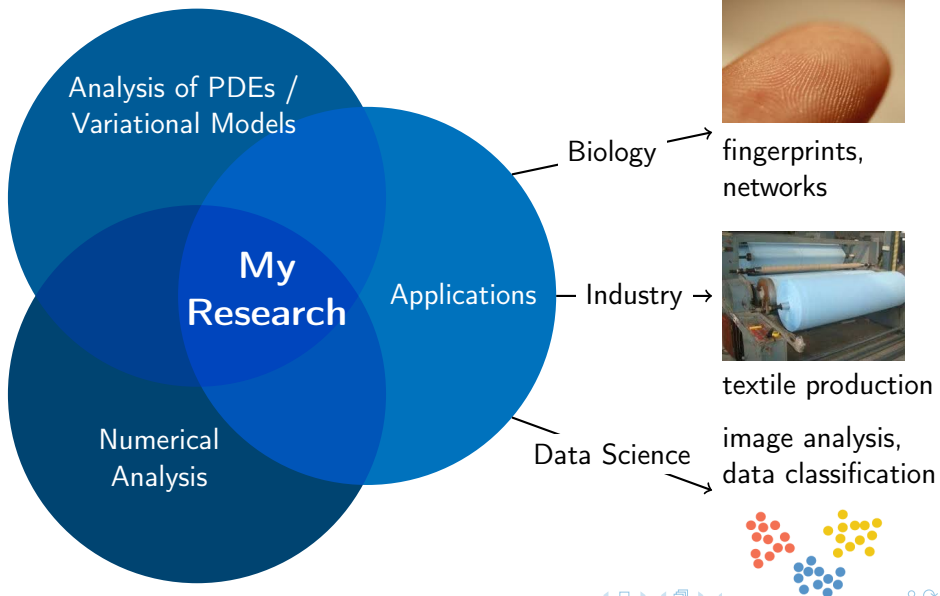 Analysis of PDEs /
Variational Models
My
Research
Numerical
Analysis
Applications
Biology
fingerprints,
networks
Industry
textile production
Data Science
image analysis,
data classification